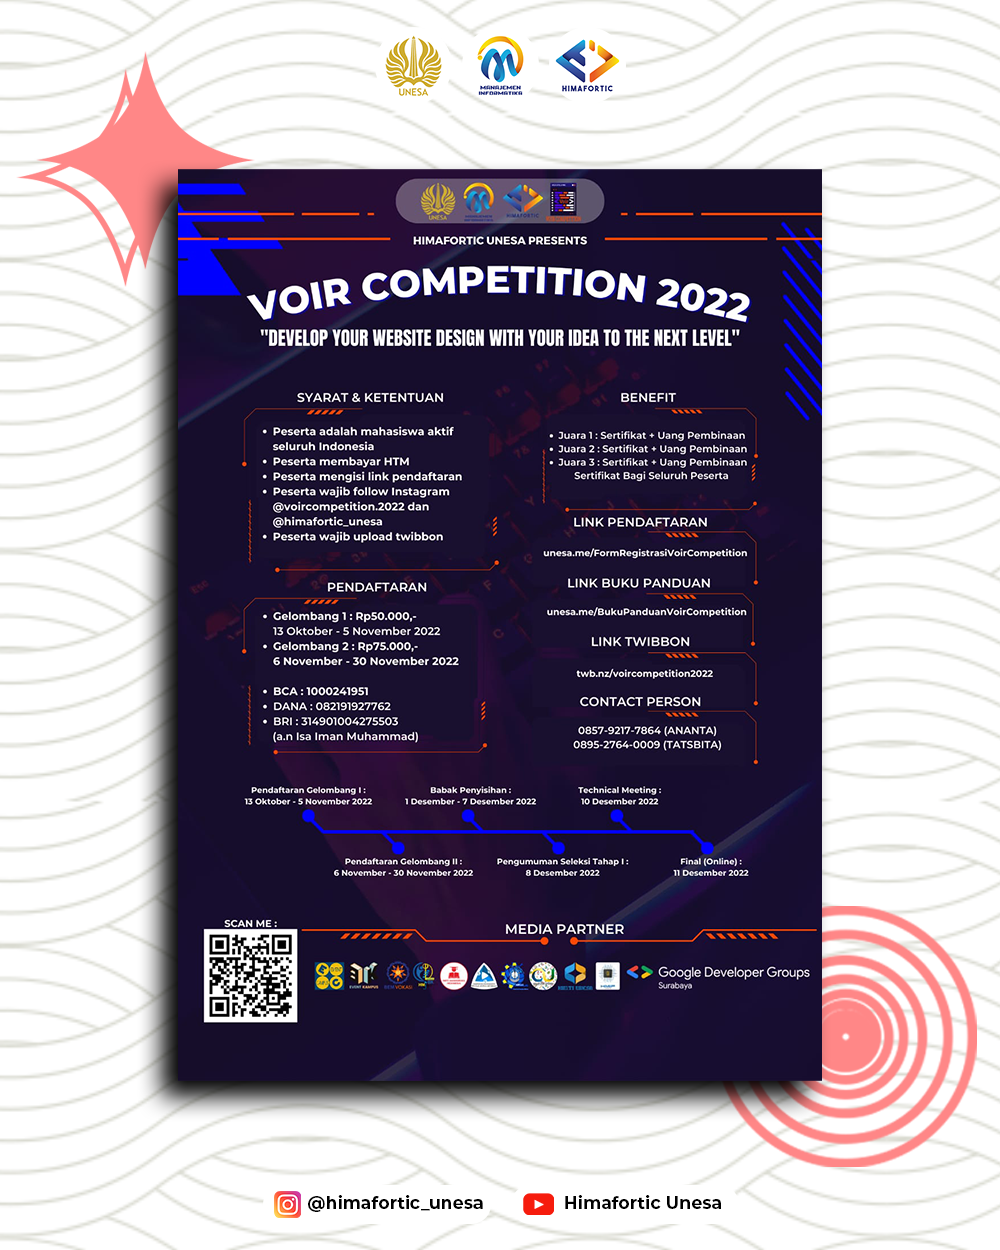 UNESA
MANAJEMEN
INFORMATIKA
HIMAFORTIC
UNESA
HIMAFORTIC
HIMAFORTIC UNESA PRESENTS
VOIR COMPETITION 2022
"DEVELOP YOUR WEBSITE DESIGN WITH YOUR IDEA TO THE NEXT LEVEL"
SYARAT & KETENTUAN
• Peserta adalah mahasiswa aktif
seluruh Indonesia
• Peserta membayar HTM
• Peserta mengisi link pendaftaran
• Peserta wajib follow Instagram
@voircompetition.2022 dan
@himafortic_unesa
• Peserta wajib upload twibbon
PENDAFTARAN
• Gelombang 1 : Rp50.000,-
13 Oktober - 5 November 2022
• Gelombang 2 : Rp75.000,-
6 November - 30 November 2022
• BCA : 1000241951
• DANA : 082191927762
• BRI : 314901004275503
(a.n Isa Iman Muhammad)
BENEFIT
• Juara 1 : Sertifikat + Uang Pembinaan
• Juara 2 : Sertifikat + Uang Pembinaan
• Juara 3 : Sertifikat + Uang Pembinaan
Sertifikat Bagi Seluruh Peserta
LINK PENDAFTARAN
unesa.me/FormRegistrasiVoirCompetition
LINK BUKU PANDUAN
unesa.me/BukuPanduanVoirCompetition
LINK TWIBBON
twb.nz/voircompetition2022
CONTACT PERSON
0857-9217-7864 (ANANTA)
0895-2764-0009 (TATSBITA)
Pendaftaran Gelombang I :
13 Oktober - 5 November 2022
Babak Penyisihan :
1 Desember - 7 Desember 2022
Technical Meeting :
10 Desember 2022
Pendaftaran Gelombang II :
6 November - 30 November 2022
Pengumuman Seleksi Tahap I :
8 Desember 2022
Final (Online) :
11 Desember 2022
SCAN ME :
MEDIA PARTNER
EVENT KAMPUS
Google Developer Groups
Surabaya
@himafortic_unesa
Himafortic Unesa